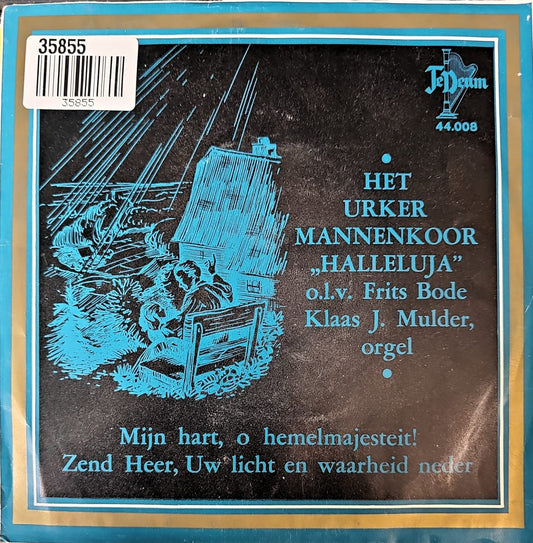 35855
35855
TeDeum
44.008
HET
URKER
MANNENKOOR
„HALLELUJA”
o.l.v. Frits Bode
Klaas J. Mulder,
orgel
Mijn hart, o hemelmajesteit!
Zend Heer, Uw licht en waarheid neder